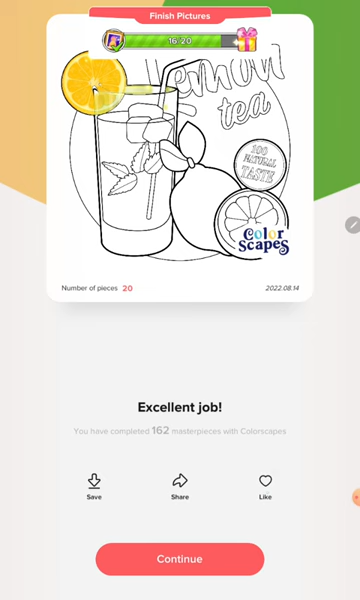 Finish Pictures
16/20
Lemon
tea
100
NATURAL
TASTE
Color
Scapes
Number of pieces 20
2022.08.14
Excellent job!
You have completed 162 masterpieces with Colorscapes
Save
Share
Like
Continue